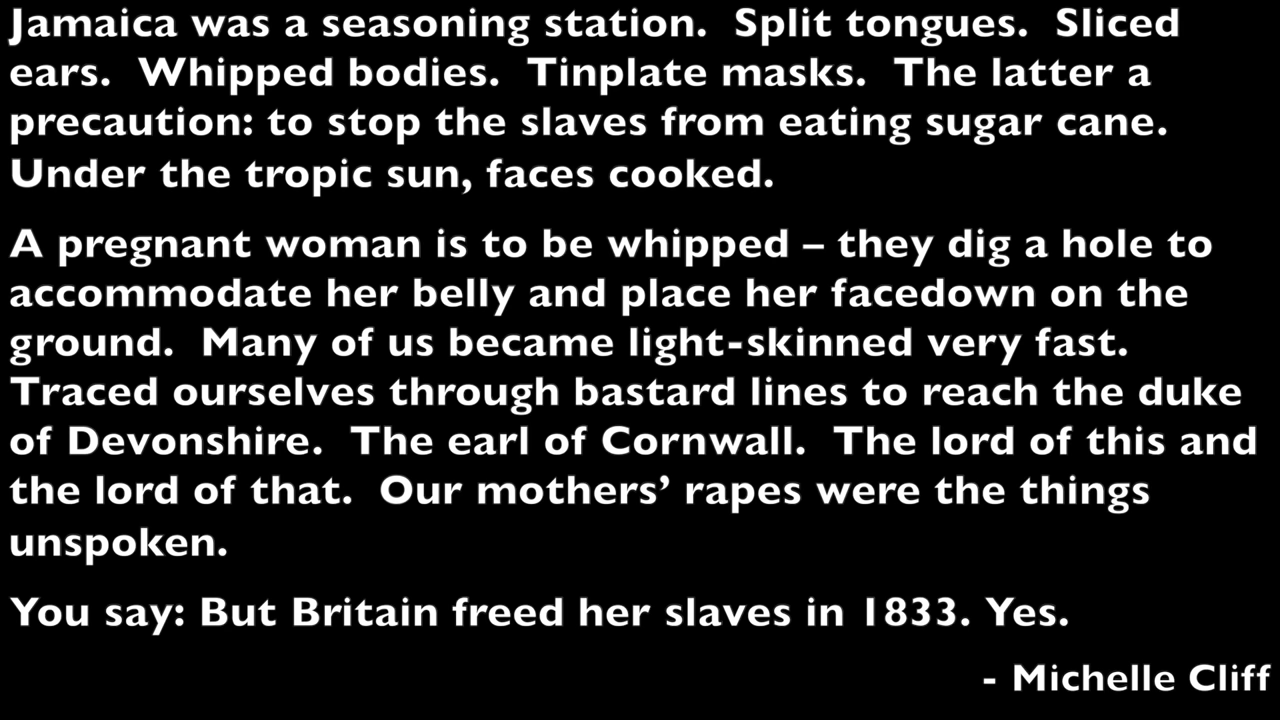 Jamaica was a seasoning station.  Split tongues.  Sliced
ears.  Whipped bodies.  Tinplate masks.  The latter a
precaution: to stop the slaves from eating sugar cane.
Under the tropic sun, faces cooked.
A pregnant woman is to be whipped – they dig a hole to
accommodate her belly and place her facedown on the
ground.  Many of us became light-skinned very fast.
Traced ourselves through bastard lines to reach the duke
of Devonshire.  The earl of Cornwall.  The lord of this and
the lord of that.  Our mothers’ rapes were the things
unspoken.
You say: But Britain freed her slaves in 1833. Yes.
- Michelle Cliff